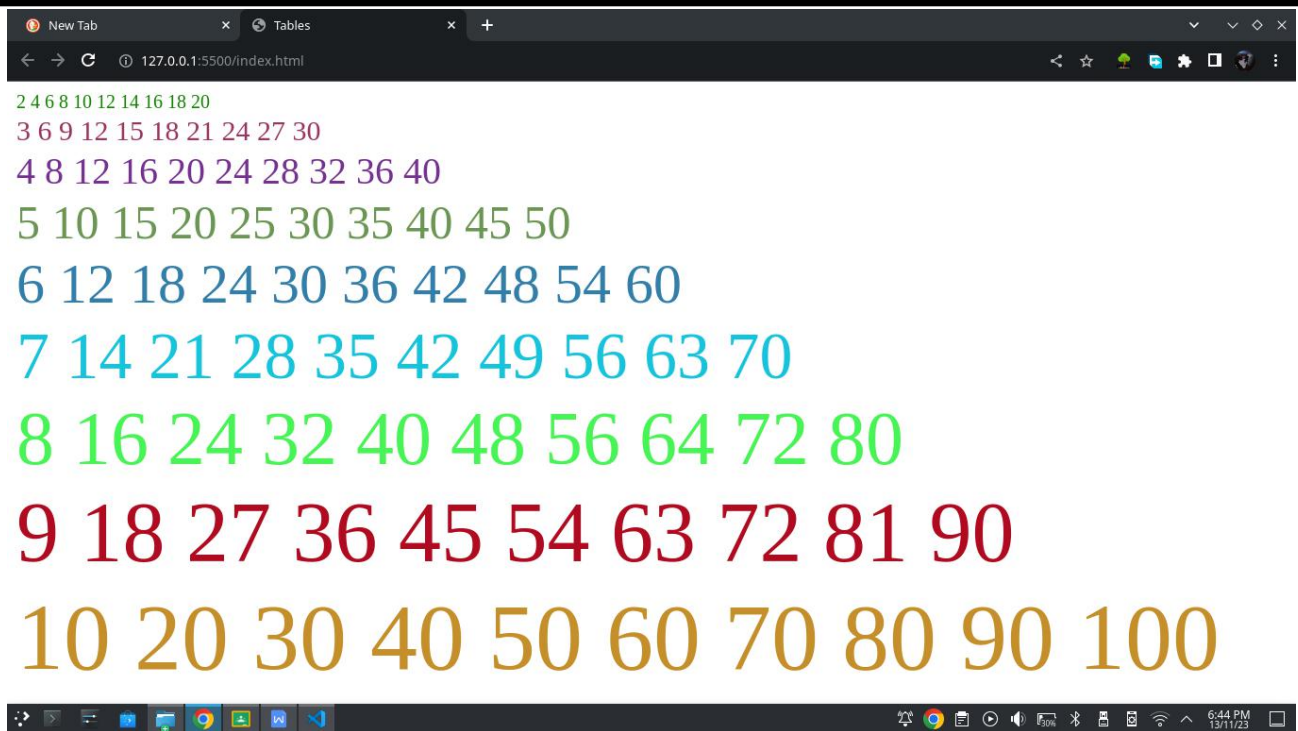 New Tab
Tables
127.0.0.1:5500/index.html
2 4 6 8 10 12 14 16 18 20
3 6 9 12 15 18 21 24 27 30
4 8 12 16 20 24 28 32 36 40
5 10 15 20 25 30 35 40 45 50
6 12 18 24 30 36 42 48 54 60
7 14 21 28 35 42 49 56 63 70
8 16 24 32 40 48 56 64 72 80
9 18 27 36 45 54 63 72 81 90
10 20 30 40 50 60 70 80 90 100
30%
6:44 PM
13/11/23